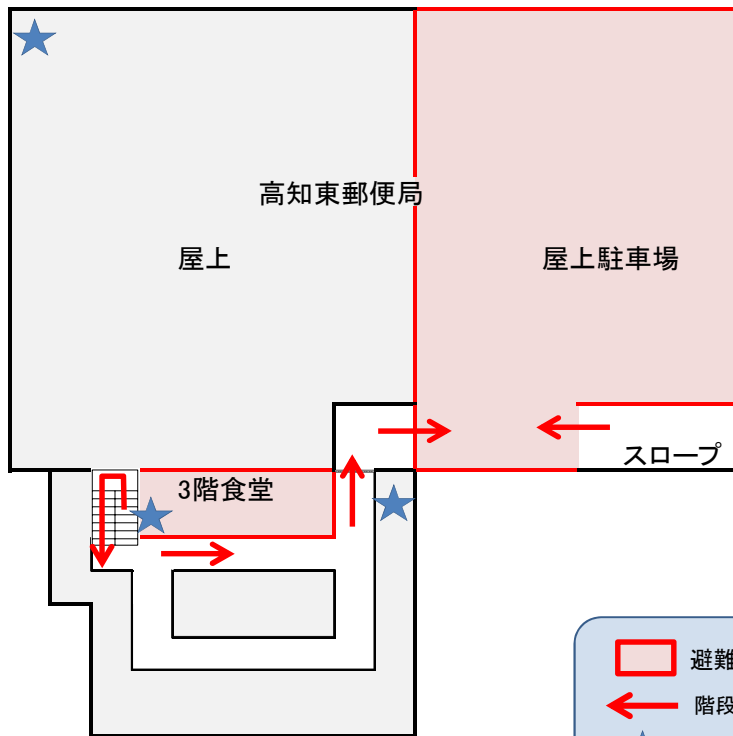 高知東郵便局
屋上
屋上駐車場
スロープ
3階食堂
避難
階段